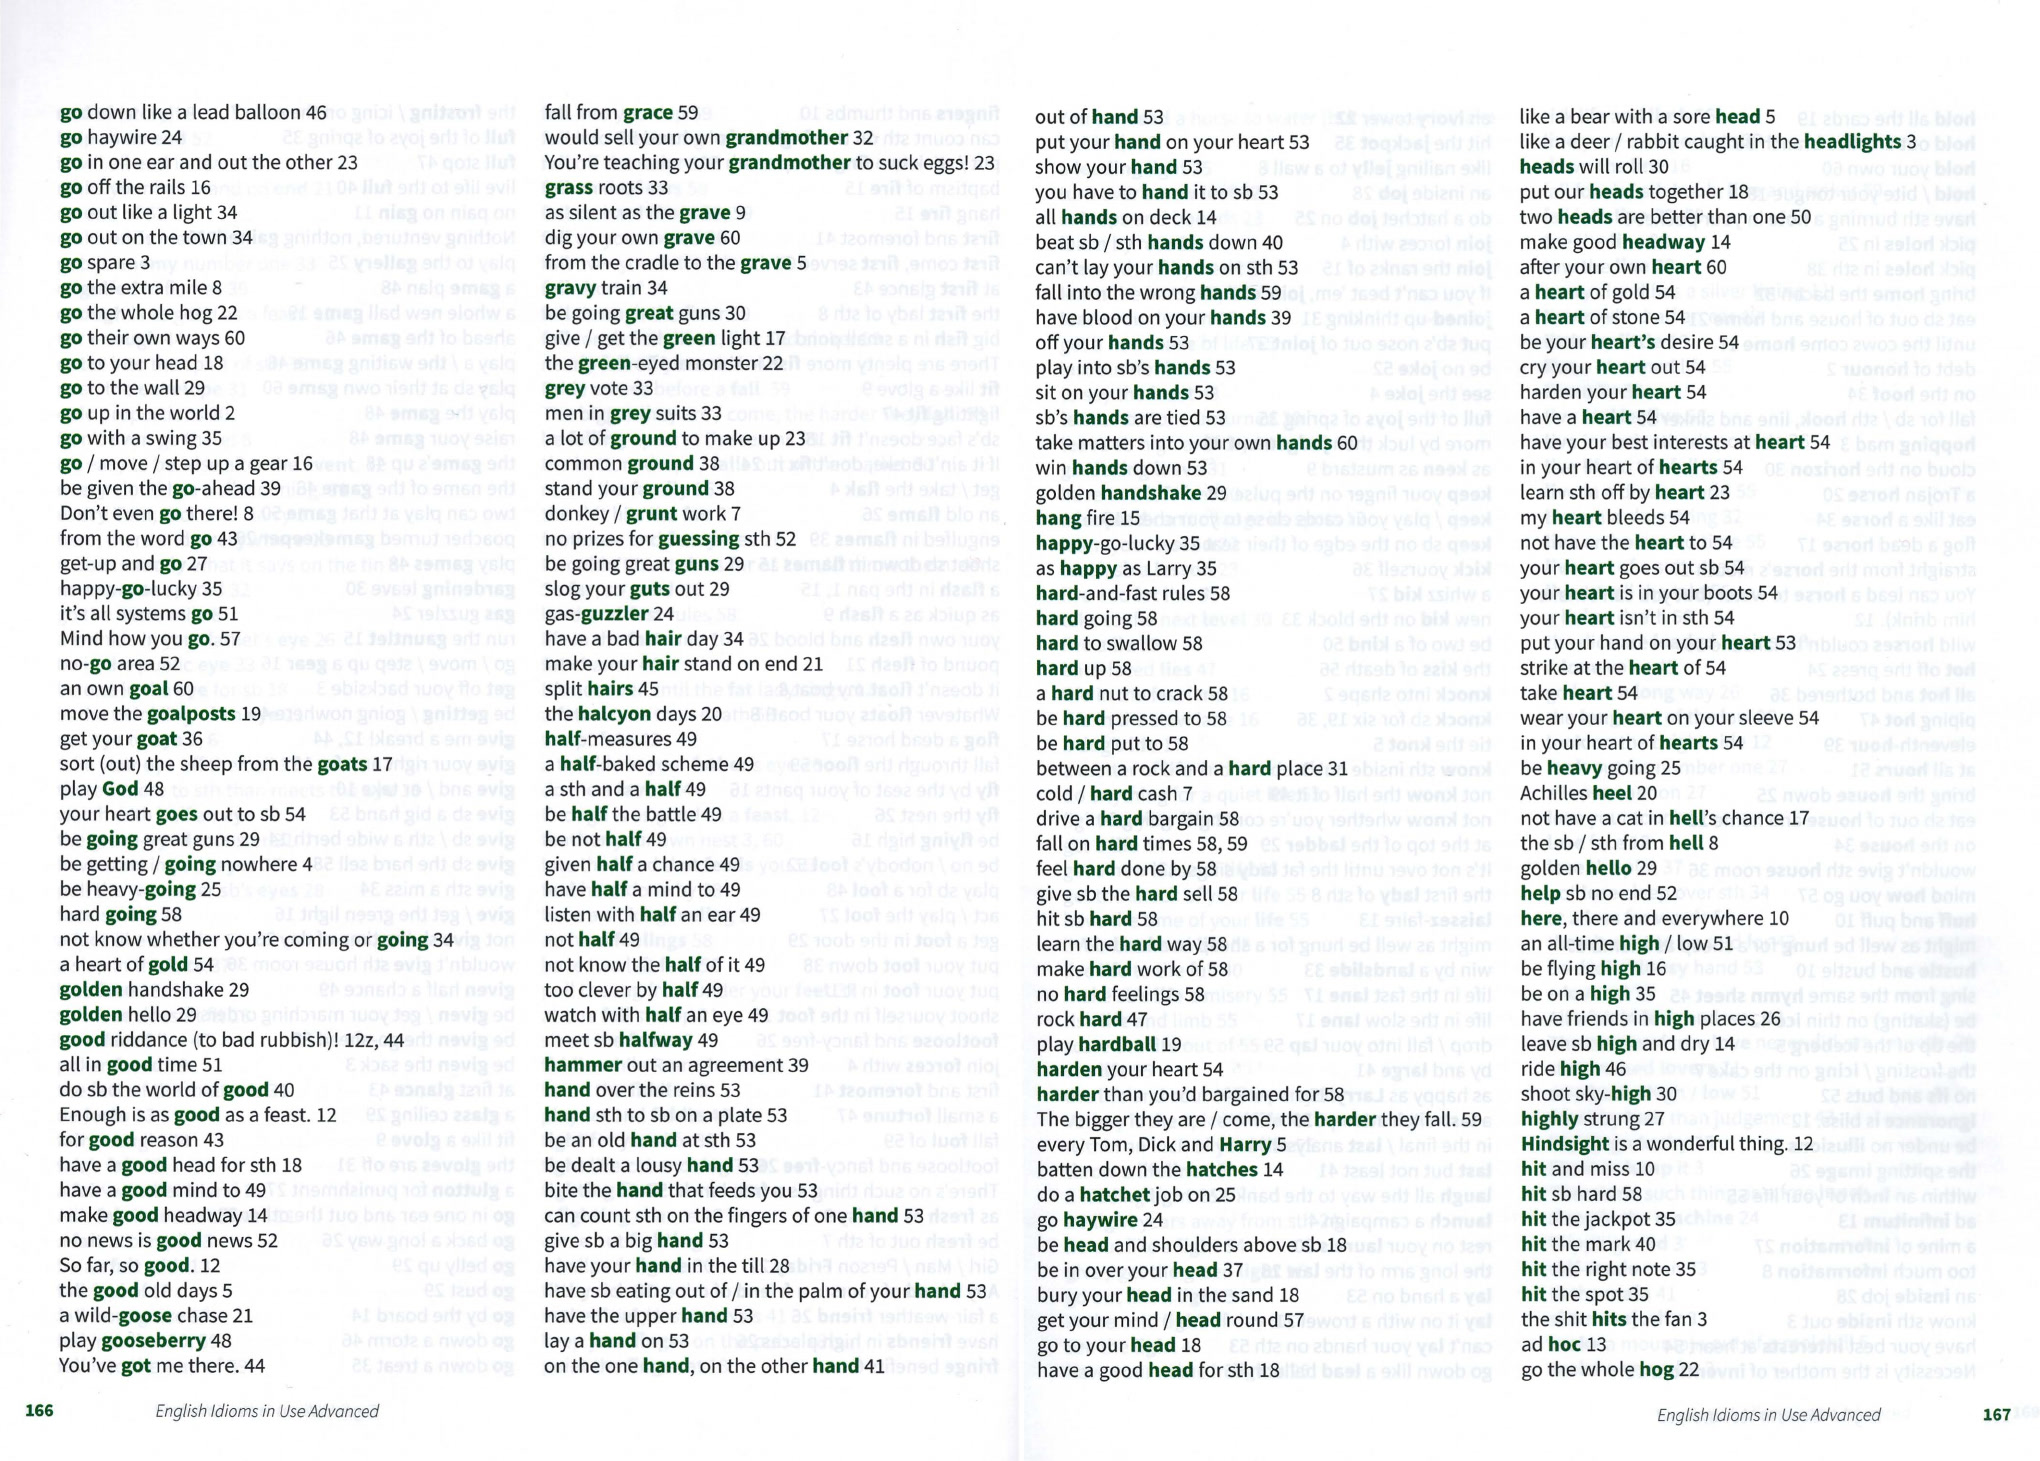 go down like a lead balloon 46
go haywire 24
go in one ear and out the other 23
go off the rails 16
go out like a light 34
go out on the town 34
go spare 3
go the extra mile 8
go the whole hog 22
go their own ways 60
go to your head 18
go to the wall 29
go up in the world 2
go with a swing 35
go / move / step up a gear 16
be given the go-ahead 39
Don't even go there! 8
from the word go 43
get-up and go 27
happy-go-lucky 35
it's all systems go 51
Mind how you go. 57
no-go area 52
an own goal 60
move the goalposts 19
get your goat 36
sort (out) the sheep from the goats 17
play God 48
your heart goes out to sb 54
be going great guns 29
be getting / going nowhere 4
be heavy-going 25
hard going 58
not know whether you're coming or going 34
a heart of gold 54
golden handshake 29
golden hello 29
good riddance (to bad rubbish)! 12z, 44
all in good time 51
do sb the world of good 40
Enough is as good as a feast. 12
for good reason 43
have a good head for sth 18
have a good mind to 49
make good headway 14
no news is good news 52
So far, so good. 12
the good old days 5
a wild-goose chase 21
play gooseberry 48
You've got me there. 44
166 English Idioms in Use Advanced
fall from grace 59
would sell your own grandmother 32
You're teaching your grandmother to suck eggs! 23
grass roots 33
as silent as the grave 9
dig your own grave 60
from the cradle to the grave 5
gravy train 34
be going great guns 30
give / get the green light 17
the green-eyed monster 22
grey vote 33
men in grey suits 33
a lot of ground to make up 23
common ground 38
stand your ground 38
donkey / grunt work 7
no prizes for guessing sth 52
be going great guns 29
slog your guts out 29
gas-guzzler 24
have a bad hair day 34
make your hair stand on end 21
split hairs 45
the halcyon days 20
half-measures 49
a half-baked scheme 49
a sth and a half 49
be half the battle 49
be not half 49
given half a chance 49
have half a mind to 49
listen with half an ear 49
not half 49
not know the half of it 49
too clever by half 49
watch with half an eye 49
meet sb halfway 49
hammer out an agreement 39
hand over the reins 53
hand sth to sb on a plate 53
be an old hand at sth 53
be dealt a lousy hand 53
bite the hand that feeds you 53
can count sth on the fingers of one hand 53
give sb a big hand 53
have your hand in the till 28
have sb eating out of / in the palm of your hand 53
have the upper hand 53
lay a hand on 53
on the one hand, on the other hand 41
out of hand 53
put your hand on your heart 53
show your hand 53
you have to hand it to sb 53
all hands on deck 14
beat sb / sth hands down 40
can't lay your hands on sth 53
fall into the wrong hands 59
have blood on your hands 39
off your hands 53
play into sb's hands 53
sit on your hands 53
sb's hands are tied 53
take matters into your own hands 60
win hands down 53
golden handshake 29
hang fire 15
happy-go-lucky 35
as happy as Larry 35
hard-and-fast rules 58
hard going 58
hard to swallow 58
hard up 58
a hard nut to crack 58
be hard pressed to 58
be hard put to 58
between a rock and a hard place 31
cold / hard cash 7
drive a hard bargain 58
fall on hard times 58, 59
feel hard done by 58
give sb the hard sell 58
hit sb hard 58
learn the hard way 58
make hard work of 58
no hard feelings 58
rock hard 47
play hardball 19
harden your heart 54
harder than you'd bargained for 58
The bigger they are / come, the harder they fall. 59
every Tom, Dick and Harry 5
batten down the hatches 14
do a hatchet job on 25
go haywire 24
be head and shoulders above sb 18
be in over your head 37
bury your head in the sand 18
get your mind / head round 57
go to your head 18
have a good head for sth 18
like a bear with a sore head 5
like a deer / rabbit caught in the headlights 3
heads will roll 30
put our heads together 18
two heads are better than one 50
make good headway 14
after your own heart 60
a heart of gold 54
a heart of stone 54
be your heart's desire 54
cry your heart out 54
harden your heart 54
have a heart 54
have your best interests at heart 54
in your heart of hearts 54
learn sth off by heart 23
my heart bleeds 54
not have the heart to 54
your heart goes out sb 54
your heart is in your boots 54
your heart isn't in sth 54
put your hand on your heart 53
strike at the heart of 54
take heart 54
wear your heart on your sleeve 54
in your heart of hearts 54
be heavy going 25
Achilles heel 20
not have a cat in hell's chance 17
the sb / sth from hell 8
golden hello 29
help sb no end 52
here, there and everywhere 10
an all-time high / low 51
be flying high 16
be on a high 35
have friends in high places 26
leave sb high and dry 14
ride high 46
shoot sky-high 30
highly strung 27
Hindsight is a wonderful thing. 12
hit and miss 10
hit sb hard 58
hit the jackpot 35
hit the mark 40
hit the right note 35
hit the spot 35
the shit hits the fan 3
ad hoc 13
go the whole hog 22
English Idioms in Use Advanced 167